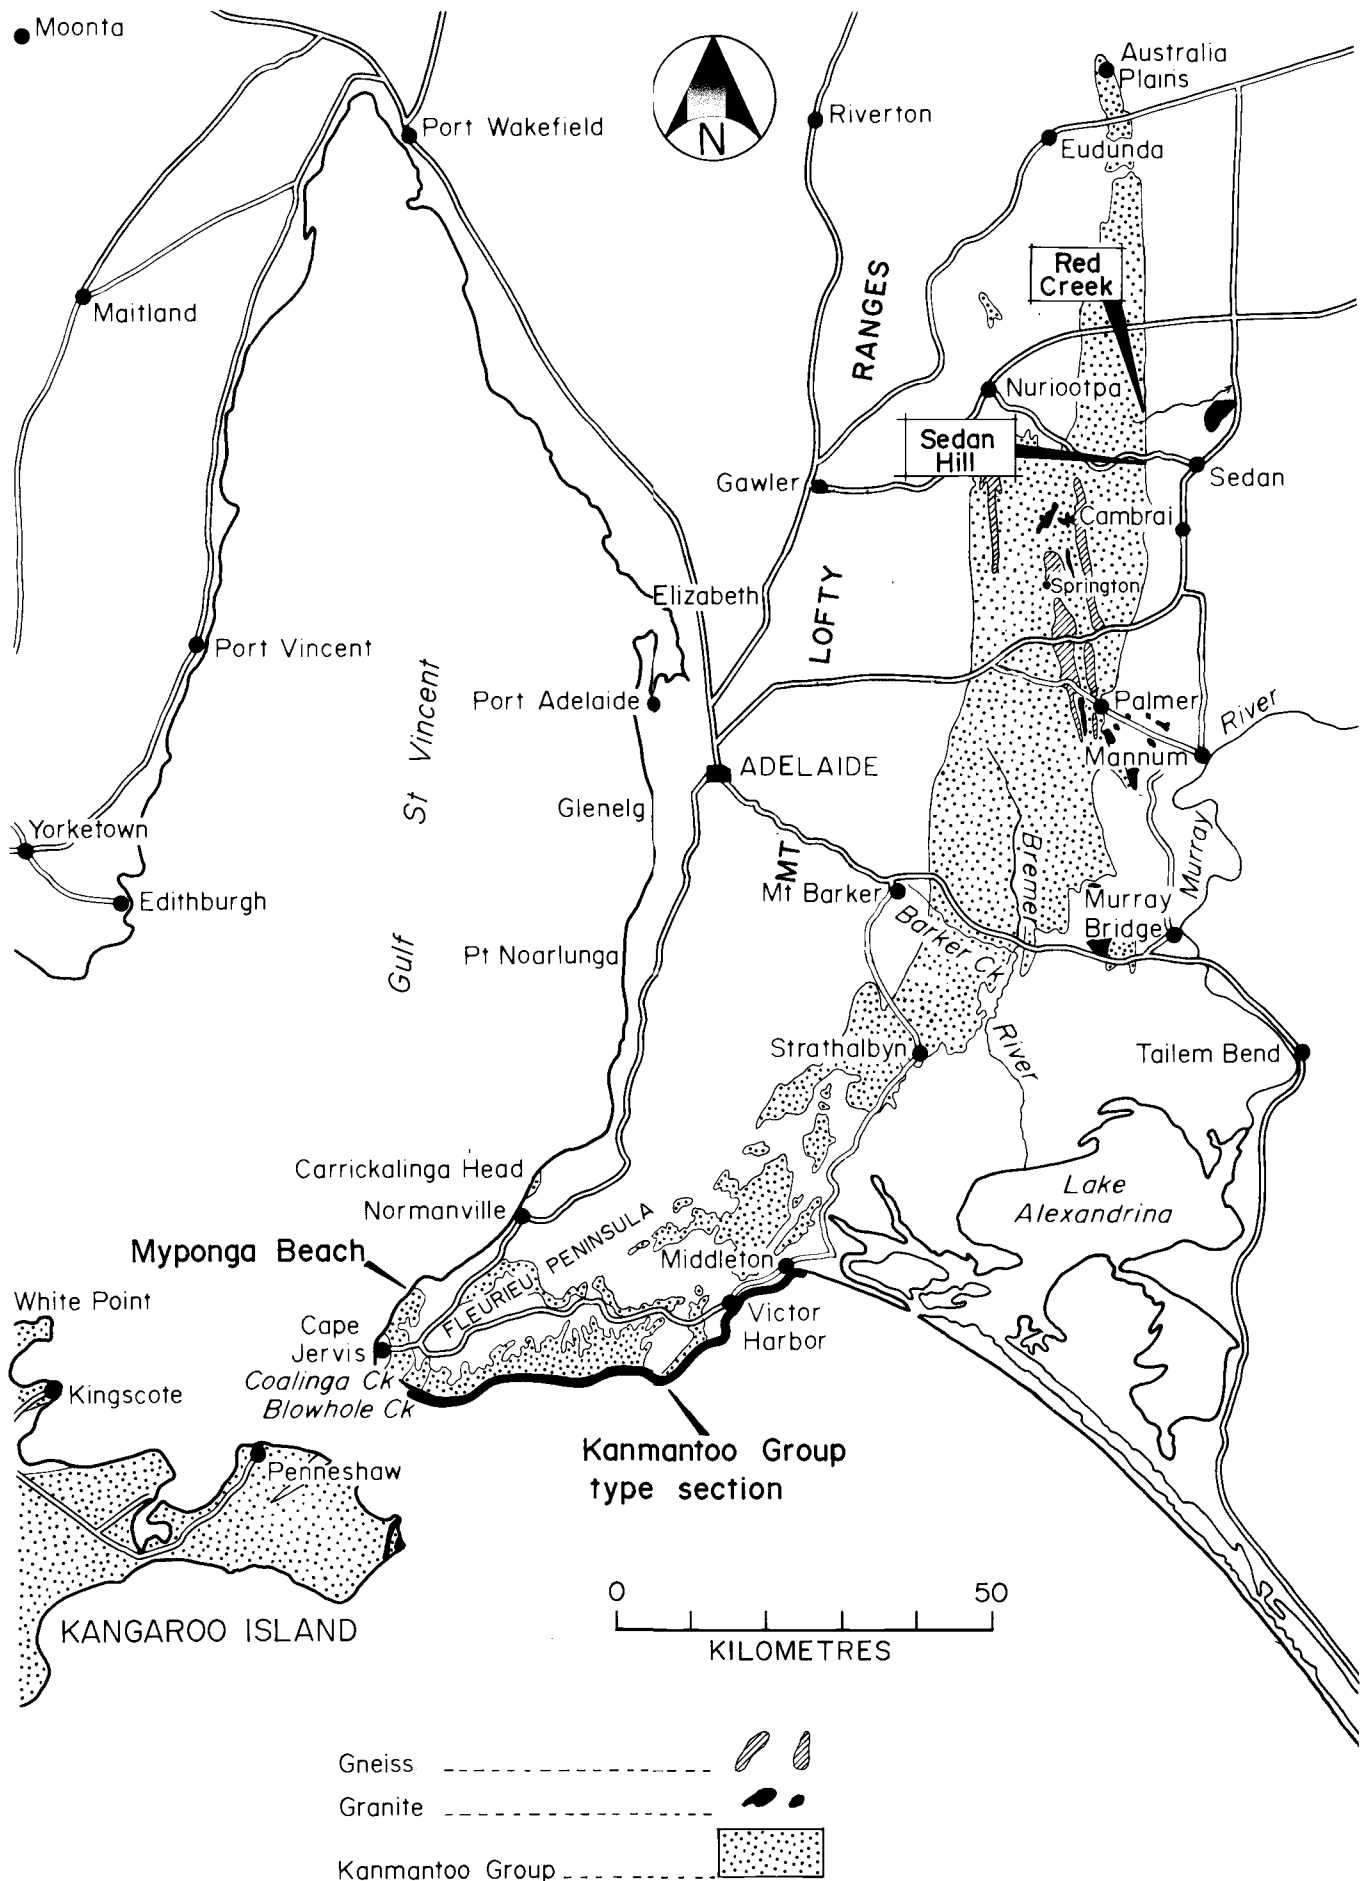 Moonta
Australia
Plains
Riverton
Port Wakefield
N
Eudunda
Red
Creek
RANGES
Maitland
Nuriootpa
Sedan
Hill
Gawler
Sedan
Cambrai
Elizabeth
Springton
LOFTY
Port Vincent
St Vincent
Port Adelaide
Palmer
River
ADELAIDE
Mannum
Glenelg
Yorketown
MT
Bremer
Murray
Edithburgh
Mt Barker
Murray
Bridge
Barker Ck
Gulf
Pt Noarlunga
Strathalbyn
River
Tailem Bend
Carrickalinga Head
Lake
Alexandrina
Normanville
FLEURIEU PENINSULA
Myponga Beach
Middleton
White Point
Cape
Jervis
Victor
Harbor
Coalinga Ck
Kingscote
Blowhole Ck
Kanmantoo Group
type section
Penneshaw
KANGAROO ISLAND
0 50
KILOMETRES
Gneiss
Granite
Kanmantoo Group